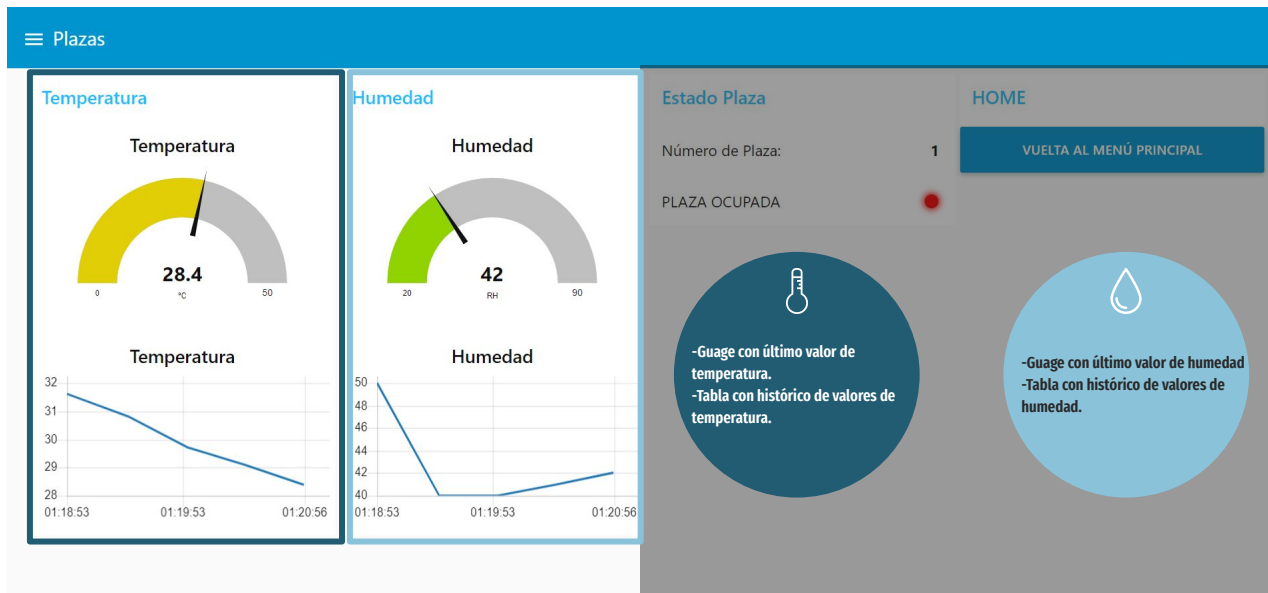 Plazas
Temperatura
Temperatura
28.4
0
°C
50
Temperatura
32
31
30
29
28
01:18:53
01:19:53
01:20:56
Humedad
Humedad
42
20
RH
90
Humedad
50
48
46
44
42
40
01:18:53
01:19:53
01:20:56
Estado Plaza
Número de Plaza:
1
PLAZA OCUPADA
HOME
VUELTA AL MENÚ PRINCIPAL
-Guage con último valor de
temperatura.
-Tabla con histórico de valores de
temperatura.
-Guage con último valor de humedad
-Tabla con histórico de valores de
humedad.